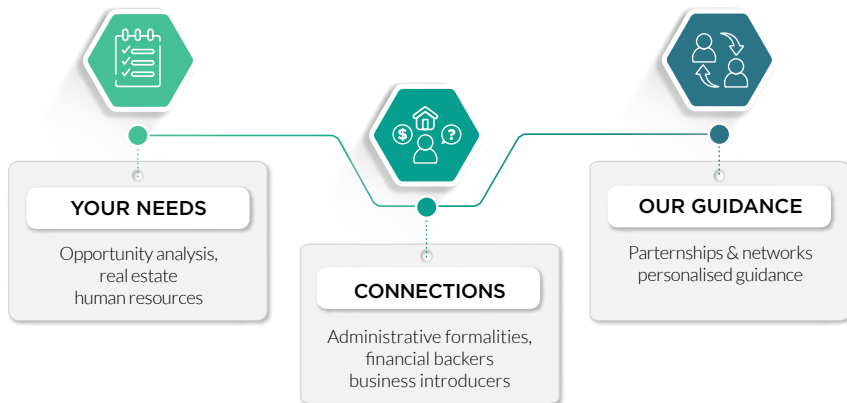 YOUR NEEDS
Opportunity analysis,
real estate
human resources
$
?
CONNECTIONS
Administrative formalities,
financial backers
business introducers
OUR GUIDANCE
Parternships & networks
personalised guidance